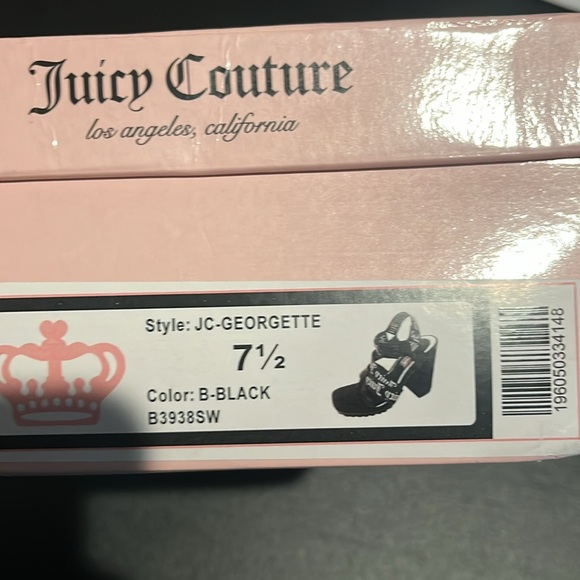 Juicy Couture
los angeles, california
Style: JC-GEORGETTE
7½
Color: B-BLACK
B3938SW
196050334148